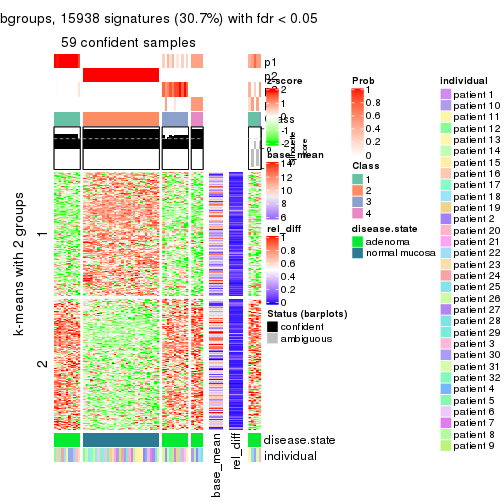 bgroups, 15938 signatures (30.7%) with fdr < 0.05
59 confident samples
p1
p2
k-means with 2 groups
1
2
z-score
2
1
0
-1
-2
base_mean
14
12
10
8
6
rel_diff
1
0.8
0.6
0.4
0.2
0
Status (barplots)
confident
ambiguous
Prob
1
0.8
0.6
0.4
0.2
0
Class
1
2
3
4
disease.state
adenoma
normal mucosa
individual
patient 1
patient 10
patient 11
patient 12
patient 13
patient 14
patient 15
patient 16
patient 17
patient 18
patient 19
patient 2
patient 20
patient 21
patient 22
patient 23
patient 24
patient 25
patient 26
patient 27
patient 28
patient 29
patient 3
patient 30
patient 31
patient 32
patient 4
patient 5
patient 6
patient 7
patient 8
patient 9
disease.state
individual
base_mean
rel_diff